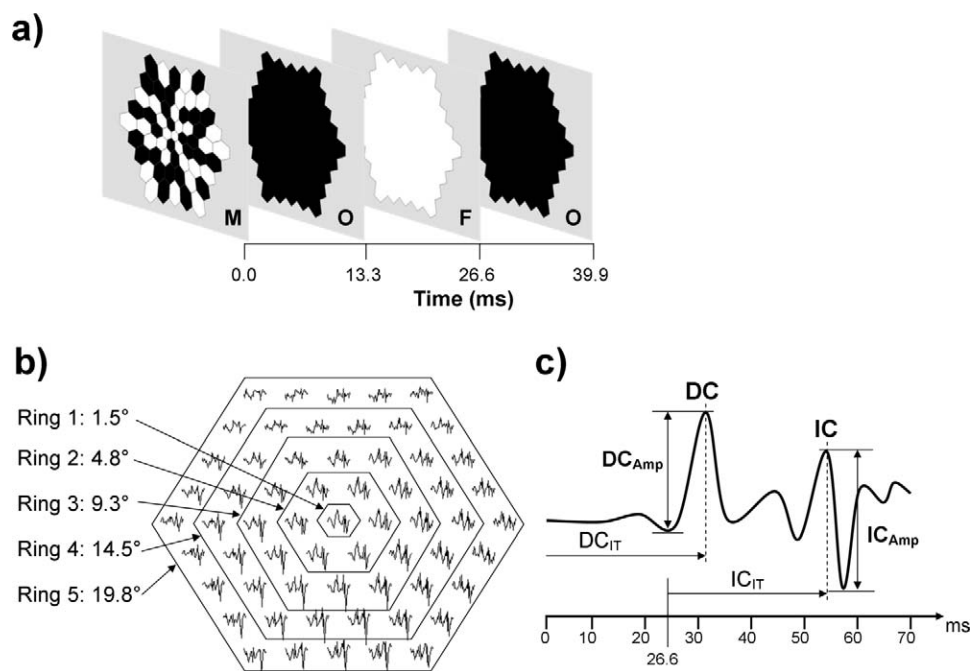 a)
M
O
F
O
0.0 13.3 26.6 39.9
Time (ms)
b)
Ring 1: 1.5°
Ring 2: 4.8°
Ring 3: 9.3°
Ring 4: 14.5°
Ring 5: 19.8°
c)
DC
IC
DCAmp
ICAmp
DCIT
ICIT
0 10 20 30 40 50 60 70 ms
26.6